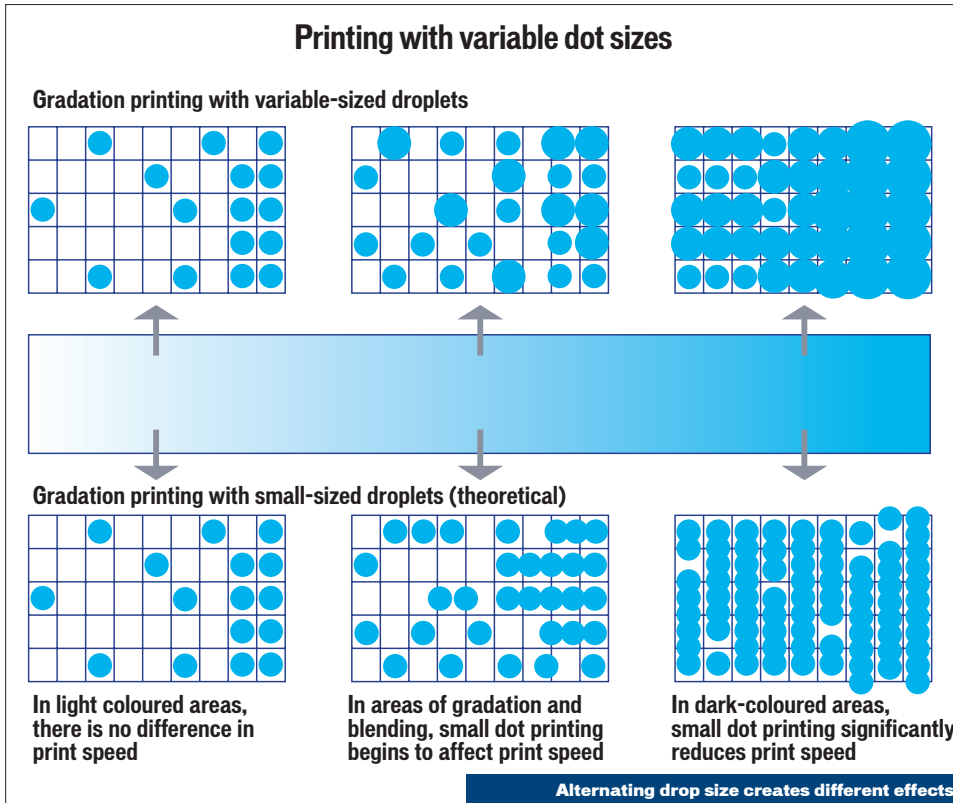 Printing with variable dot sizes
Gradation printing with variable-sized droplets
Gradation printing with small-sized droplets (theoretical)
In light coloured areas,
there is no difference in
print speed
In areas of gradation and
blending, small dot printing
begins to affect print speed
In dark-coloured areas,
small dot printing significantly
reduces print speed
Alternating drop size creates different effects